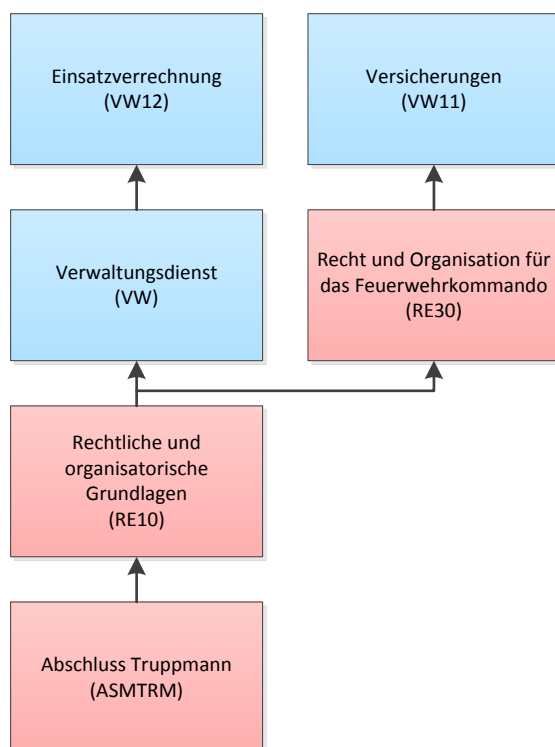 Einsatzverrechnung
(VW12)
Versicherungen
(VW11)
Verwaltungsdienst
(VW)
Recht und Organisation für
das Feuerwehrkommando
(RE30)
Rechtliche und
organisatorische
Grundlagen
(RE10)
Abschluss Truppmann
(ASMTRM)